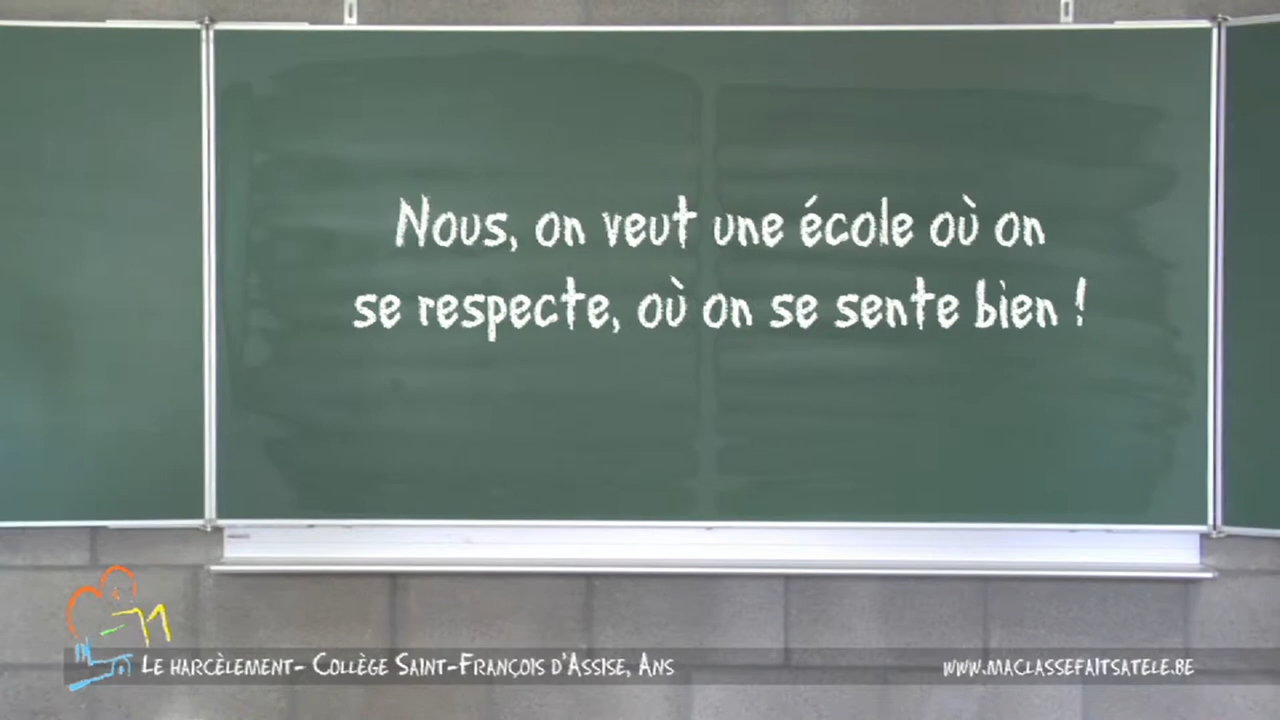 Nous, on veut une école où on
se respecte, où on se sente bien !
Le harcèlement- Collège Saint-François d'Assise, Ans
www.maclassefaitsatele.be